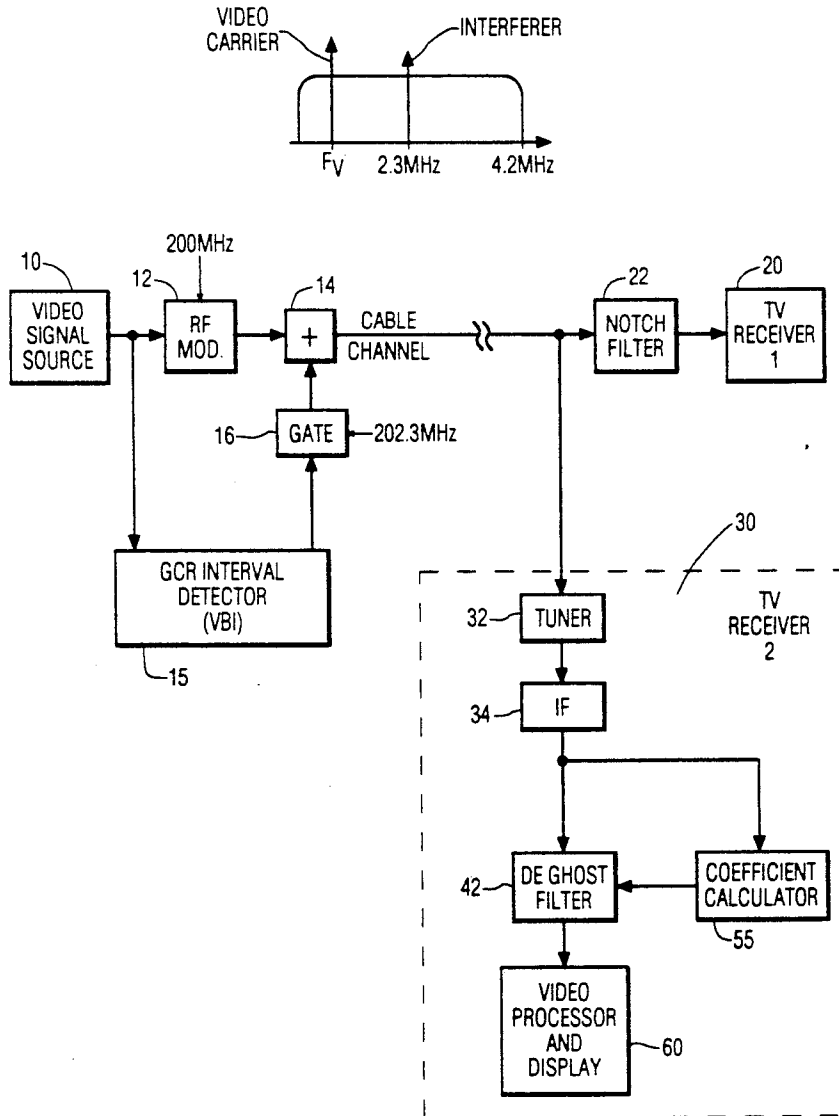 VIDEO
CARRIER
INTERFERER
FV
2.3MHz
4.2MHz
200MHz
10
12
14
22
20
VIDEO
SIGNAL
SOURCE
RF
MOD.
+
CABLE
CHANNEL
NOTCH
FILTER
TV
RECEIVER
1
16
GATE
202.3MHz
GCR INTERVAL
DETECTOR
(VBI)
15
30
TV
RECEIVER
2
32
TUNER
34
IF
42
DE GHOST
FILTER
COEFFICIENT
CALCULATOR
55
VIDEO
PROCESSOR
AND
DISPLAY
60